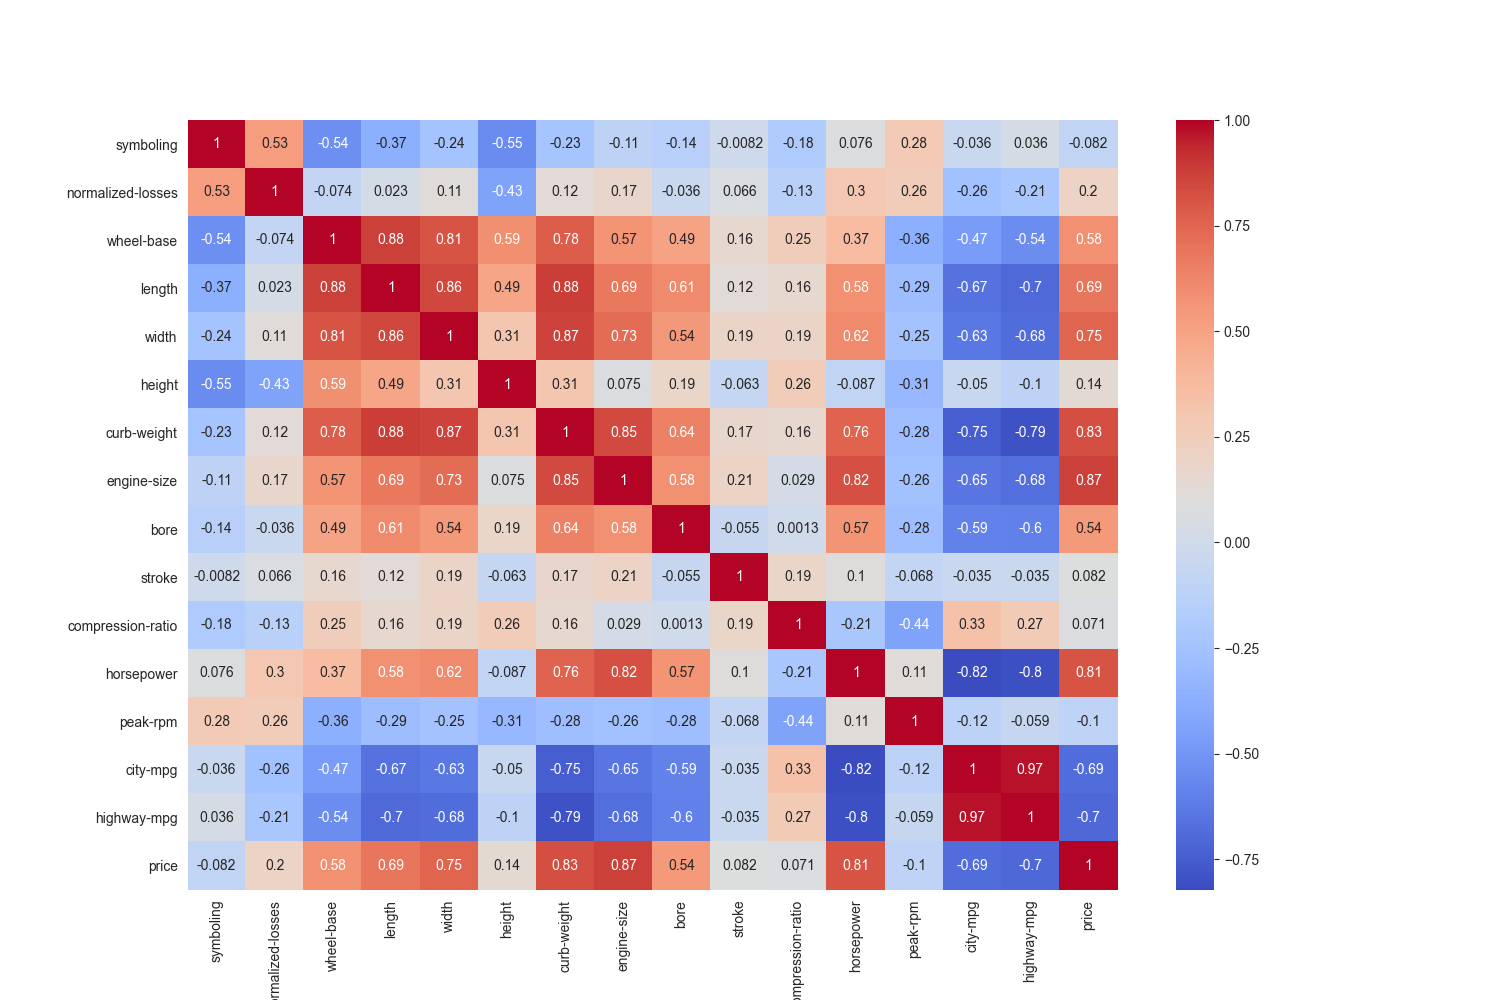 symboling 1 0.53 -0.54 -0.37 -0.24 -0.55 -0.23 -0.11 -0.14 -0.0082 -0.18 0.076 0.28 -0.036 0.036 -0.082
normalized-losses 0.53 1 -0.074 0.023 0.11 -0.43 0.12 0.17 -0.036 0.066 -0.13 0.3 0.26 -0.26 -0.21 0.2
wheel-base -0.54 -0.074 1 0.88 0.81 0.59 0.78 0.57 0.49 0.16 0.25 0.37 -0.36 -0.47 -0.54 0.58
length -0.37 0.023 0.88 1 0.86 0.49 0.88 0.69 0.61 0.12 0.16 0.58 -0.29 -0.67 -0.7 0.69
width -0.24 0.11 0.81 0.86 1 0.31 0.87 0.73 0.54 0.19 0.19 0.62 -0.25 -0.63 -0.68 0.75
height -0.55 -0.43 0.59 0.49 0.31 1 0.31 0.075 0.19 -0.063 0.26 -0.087 -0.31 -0.05 -0.1 0.14
curb-weight -0.23 0.12 0.78 0.88 0.87 0.31 1 0.85 0.64 0.17 0.16 0.76 -0.28 -0.75 -0.79 0.83
engine-size -0.11 0.17 0.57 0.69 0.73 0.075 0.85 1 0.58 0.21 0.029 0.82 -0.26 -0.65 -0.68 0.87
bore -0.14 -0.036 0.49 0.61 0.54 0.19 0.64 0.58 1 -0.055 0.0013 0.57 -0.28 -0.59 -0.6 0.54
stroke -0.0082 0.066 0.16 0.12 0.19 -0.063 0.17 0.21 -0.055 1 0.19 0.1 -0.068 -0.035 -0.035 0.082
compression-ratio -0.18 -0.13 0.25 0.16 0.19 0.26 0.16 0.029 0.0013 0.19 1 -0.21 -0.44 0.33 0.27 0.071
horsepower 0.076 0.3 0.37 0.58 0.62 -0.087 0.76 0.82 0.57 0.1 -0.21 1 0.11 -0.82 -0.8 0.81
peak-rpm 0.28 0.26 -0.36 -0.29 -0.25 -0.31 -0.28 -0.26 -0.28 -0.068 -0.44 0.11 1 -0.12 -0.059 -0.1
city-mpg -0.036 -0.26 -0.47 -0.67 -0.63 -0.05 -0.75 -0.65 -0.59 -0.035 0.33 -0.82 -0.12 1 0.97 -0.69
highway-mpg 0.036 -0.21 -0.54 -0.7 -0.68 -0.1 -0.79 -0.68 -0.6 -0.035 0.27 -0.8 -0.059 0.97 1 -0.7
price -0.082 0.2 0.58 0.69 0.75 0.14 0.83 0.87 0.54 0.082 0.071 0.81 -0.1 -0.69 -0.7 1
symboling
rmalized-losses
wheel-base
length
width
height
curb-weight
engine-size
bore
stroke
mpression-ratio
horsepower
peak-rpm
city-mpg
highway-mpg
price
1.00
0.75
0.50
0.25
0.00
−0.25
−0.50
−0.75